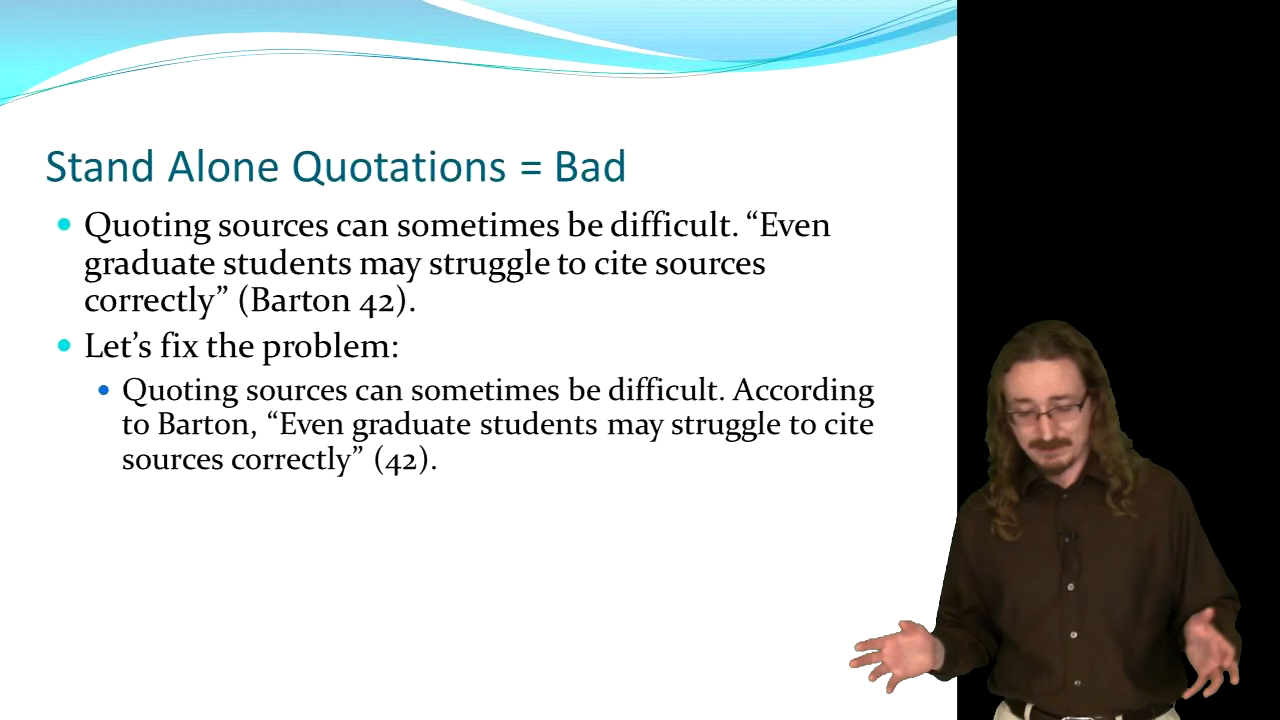 Stand Alone Quotations = Bad
Quoting sources can sometimes be difficult. “Even
graduate students may struggle to cite sources
correctly” (Barton 42).
Let’s fix the problem:
Quoting sources can sometimes be difficult. According
to Barton, “Even graduate students may struggle to cite
sources correctly” (42).